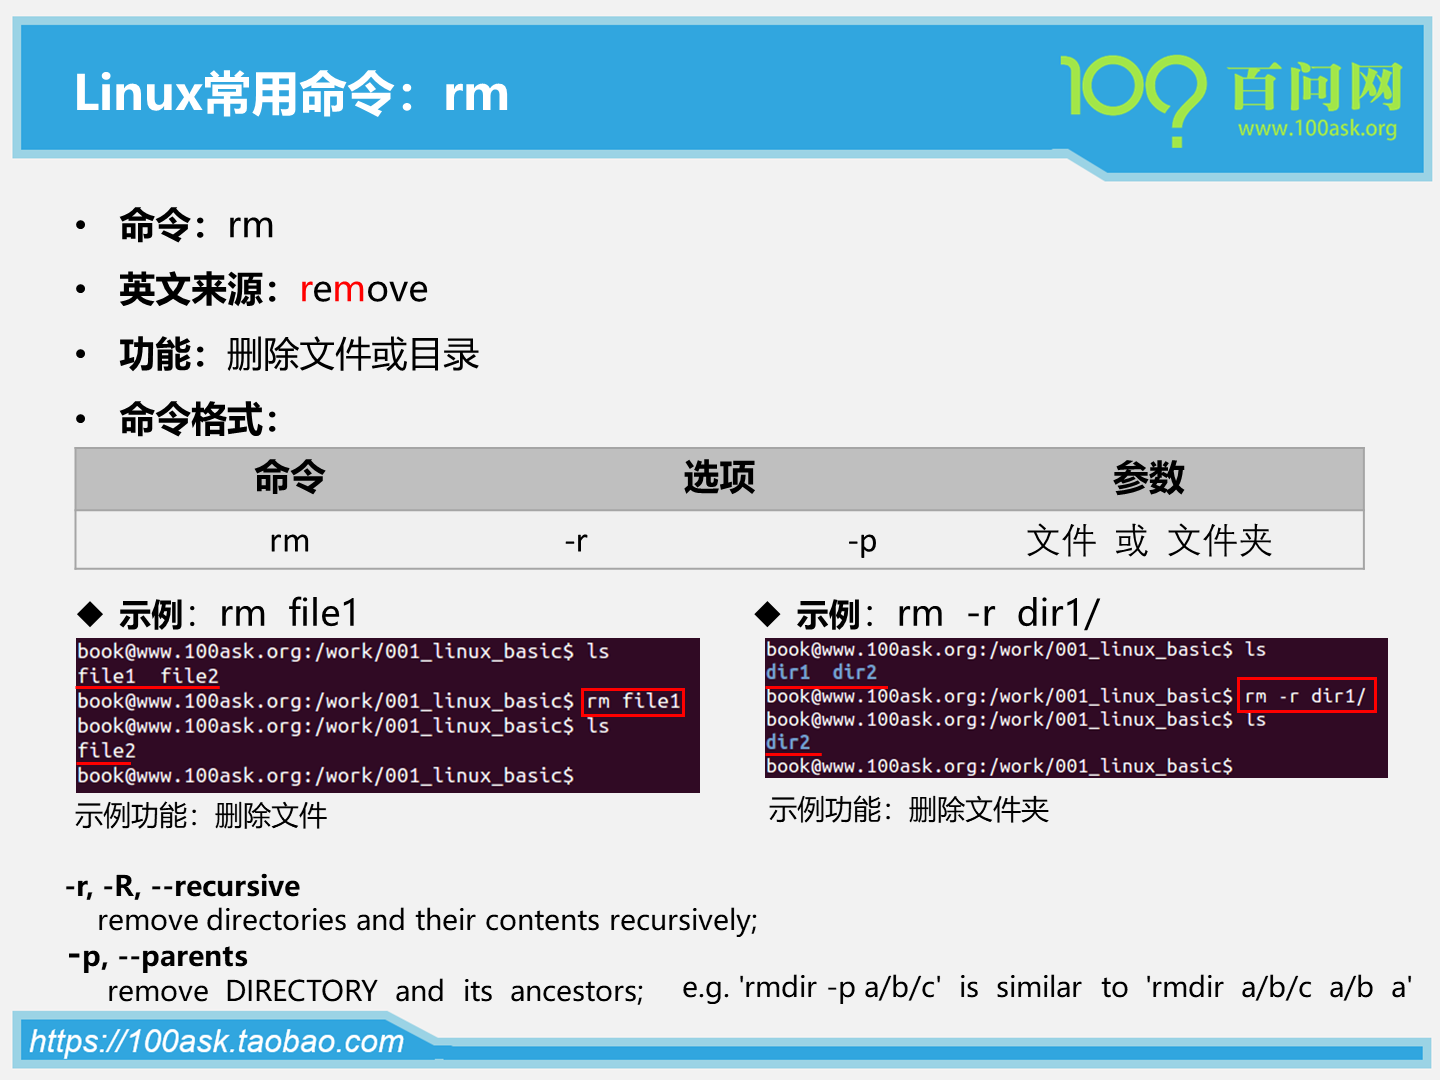 Linux常用命令：rm
100? 百问网
www.100ask.org
• 命令：rm
• 英文来源：remove
• 功能：删除文件或目录
• 命令格式：
命令 选项 参数
rm -r -p 文件 或 文件夹
◆ 示例：rm file1
book@www.100ask.org:/work/001_linux_basic$ ls
file1 file2
book@www.100ask.org:/work/001_linux_basic$ rm file1
book@www.100ask.org:/work/001_linux_basic$ ls
file2
book@www.100ask.org:/work/001_linux_basic$
示例功能：删除文件
◆ 示例：rm -r dir1/
book@www.100ask.org:/work/001_linux_basic$ ls
dir1 dir2
book@www.100ask.org:/work/001_linux_basic$ rm -r dir1/
book@www.100ask.org:/work/001_linux_basic$ ls
dir2
book@www.100ask.org:/work/001_linux_basic$
示例功能：删除文件夹
-r, -R, --recursive
remove directories and their contents recursively;
-p, --parents
remove DIRECTORY and its ancestors; e.g. 'rmdir -p a/b/c' is similar to 'rmdir a/b/c a/b a'
https://100ask.taobao.com